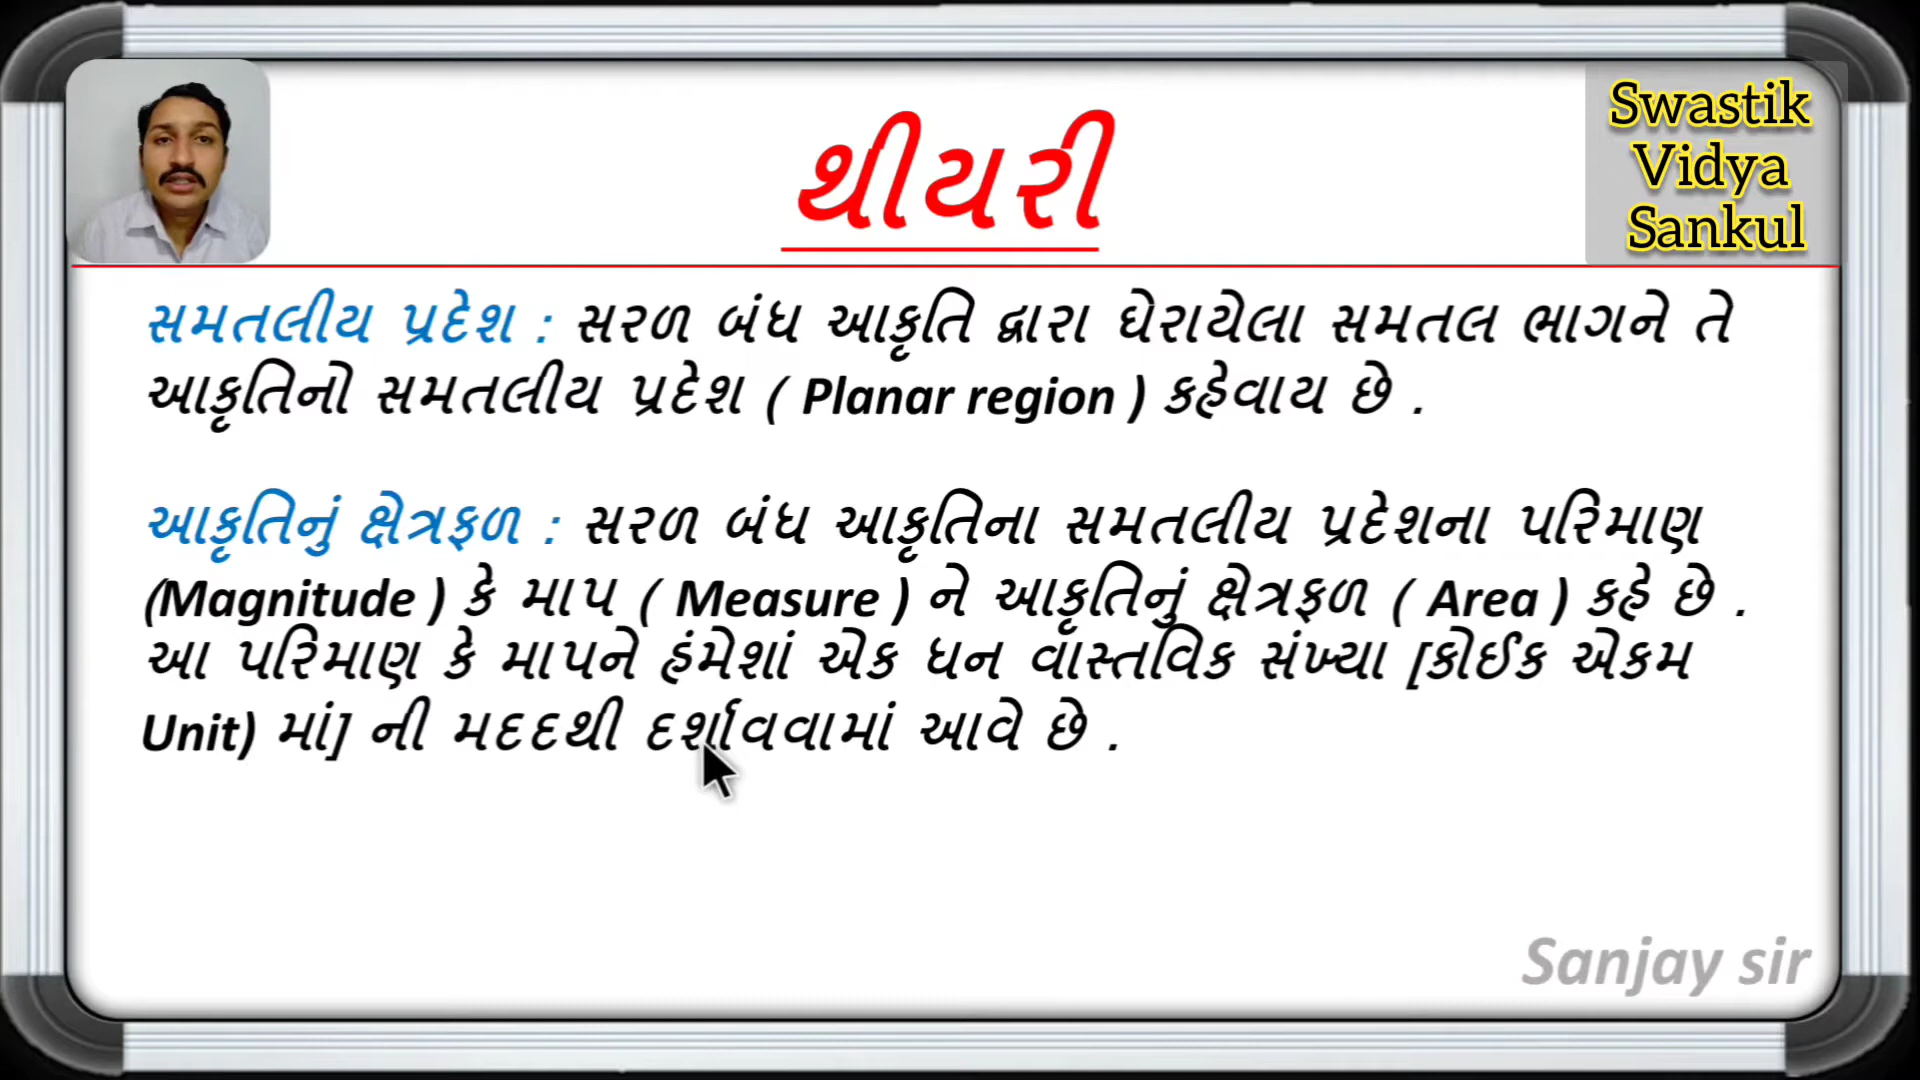 Swastik
Vidya
Sankul
થીયરી
સમતલીય પ્રદેશ : સરળ બંધ આકૃતિ દ્વારા ઘેરાયેલા સમતલ ભાગને તે
આકૃતિનો સમતલીય પ્રદેશ ( Planar region ) કહેવાય છે .
આકૃતિનું ક્ષેત્રફળ : સરળ બંધ આકૃતિના સમતલીય પ્રદેશના પરિમાણ
(Magnitude ) કે માપ ( Measure ) ને આકૃતિનું ક્ષેત્રફળ ( Area ) કહે છે .
આ પરિમાણ કે માપને હંમેશાં એક ધન વાસ્તવિક સંખ્યા [કોઈક એકમ
Unit) માં] ની મદદથી દર્શાવવામાં આવે છે .
Sanjay sir